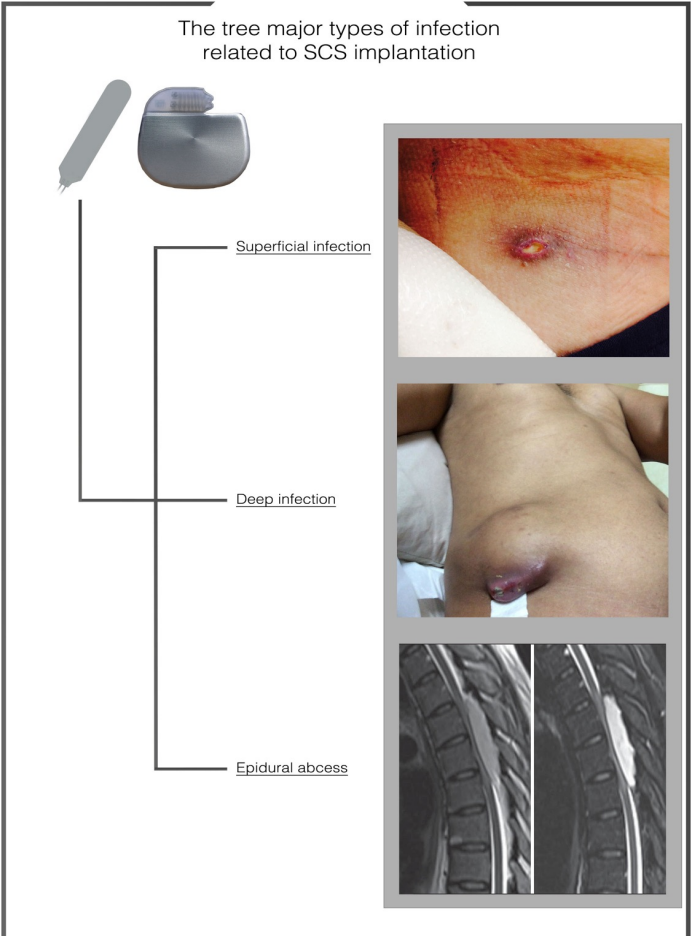 The tree major types of infection
related to SCS implantation
Superficial infection
Deep infection
Epidural abcess